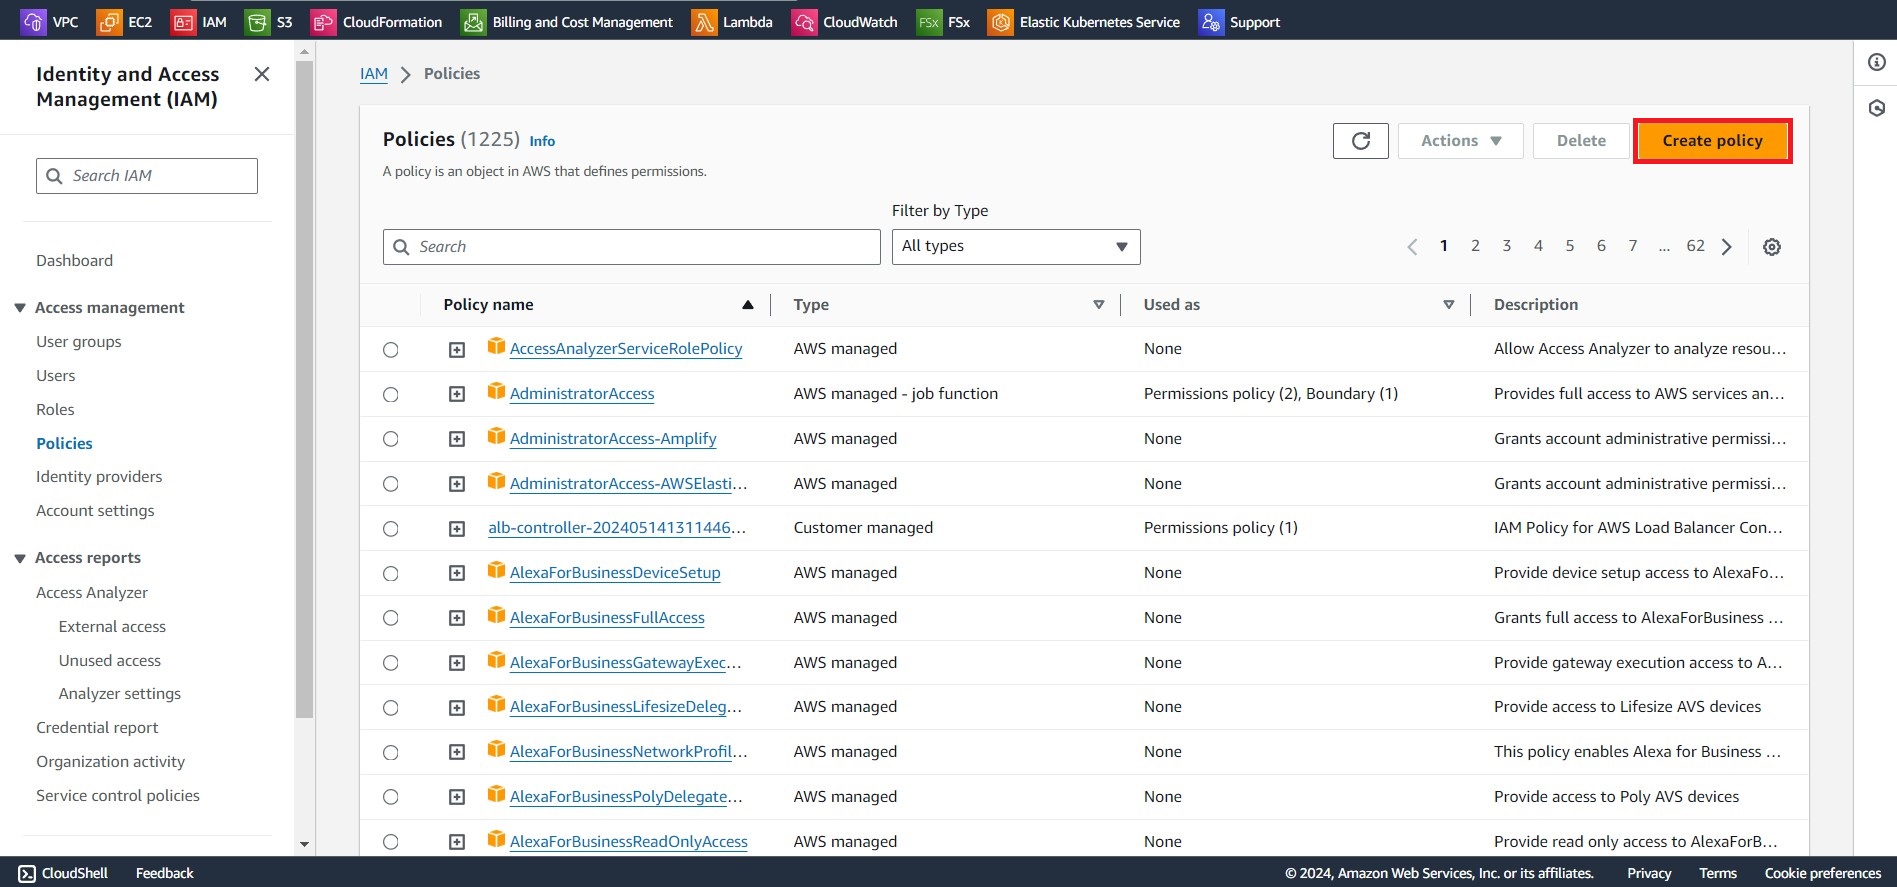 VPC EC2 IAM S3 CloudFormation Billing and Cost Management Lambda CloudWatch FSx FSx Elastic Kubernetes Service Support
Identity and Access
Management (IAM)
Search IAM
Dashboard
Access management
User groups
Users
Roles
Policies
Identity providers
Account settings
Access reports
Access Analyzer
External access
Unused access
Analyzer settings
Credential report
Organization activity
Service control policies
IAM Policies
Policies (1225) Info
Actions Delete Create policy
A policy is an object in AWS that defines permissions.
Filter by Type
Search All types 1 2 3 4 5 6 7 ... 62
Policy name Type Used as Description
AccessAnalyzerServiceRolePolicy AWS managed None Allow Access Analyzer to analyze resou...
AdministratorAccess AWS managed - job function Permissions policy (2), Boundary (1) Provides full access to AWS services an...
AdministratorAccess-Amplify AWS managed None Grants account administrative permissi...
AdministratorAccess-AWSElasti... AWS managed None Grants account administrative permissi...
alb-controller-202405141311446... Customer managed Permissions policy (1) IAM Policy for AWS Load Balancer Con...
AlexaForBusinessDeviceSetup AWS managed None Provide device setup access to AlexaFo...
AlexaForBusinessFullAccess AWS managed None Grants full access to AlexaForBusiness ...
AlexaForBusinessGatewayExec... AWS managed None Provide gateway execution access to A...
AlexaForBusinessLifesizeDeleg... AWS managed None Provide access to Lifesize AVS devices
AlexaForBusinessNetworkProfil... AWS managed None This policy enables Alexa for Business ...
AlexaForBusinessPolyDelegate... AWS managed None Provide access to Poly AVS devices
AlexaForBusinessReadOnlyAccess AWS managed None Provide read only access to AlexaForB...
CloudShell Feedback © 2024, Amazon Web Services, Inc. or its affiliates. Privacy Terms Cookie preferences